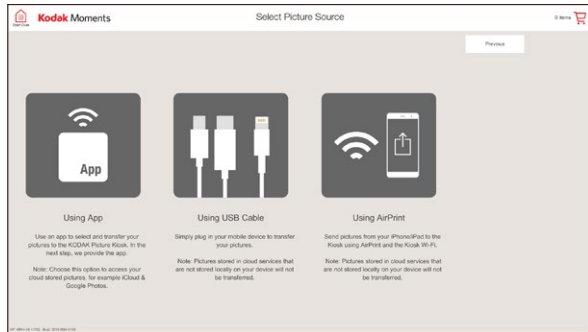 Kodak Moments
Select Picture Source
0 items
Start Over
Previous
App
Using App
Use an app to select and transfer your
pictures to the KODAK Picture Kiosk. In the
next step, we provide the app.
Note: Choose this option to access your
cloud stored pictures, for example iCloud &
Google Photos.
Using USB Cable
Simply plug in your mobile device to transfer
your pictures.
Note: Pictures stored in cloud services that
are not stored locally on your device will not
be transferred.
Using AirPrint
Send pictures from your iPhone/iPad to the
Kiosk using AirPrint and the Kiosk Wi-Fi.
Note: Pictures stored in cloud services that
are not stored locally on your device will not
be transferred.